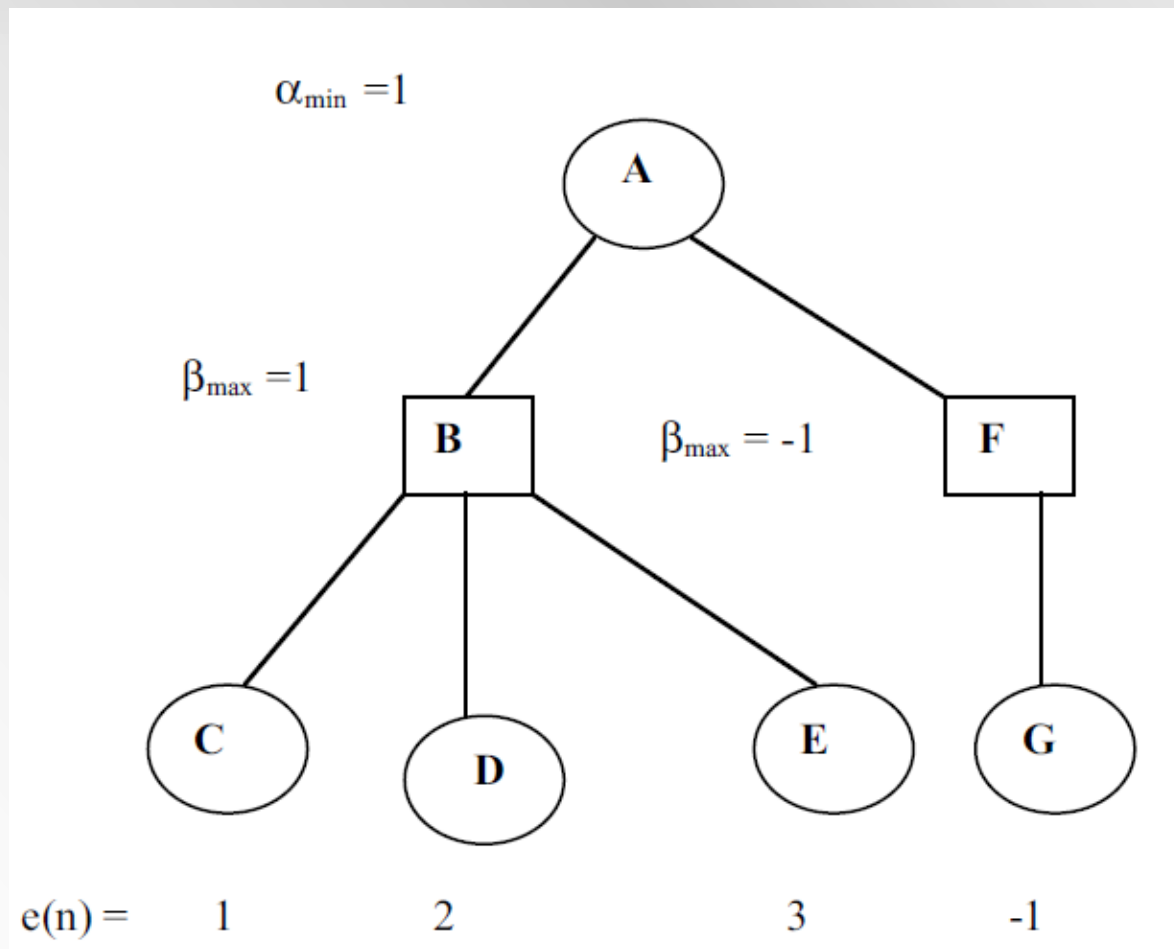 αmin =1
A
βmax =1
B
βmax = -1
F
C
D
E
G
e(n) = 1 2 3 -1